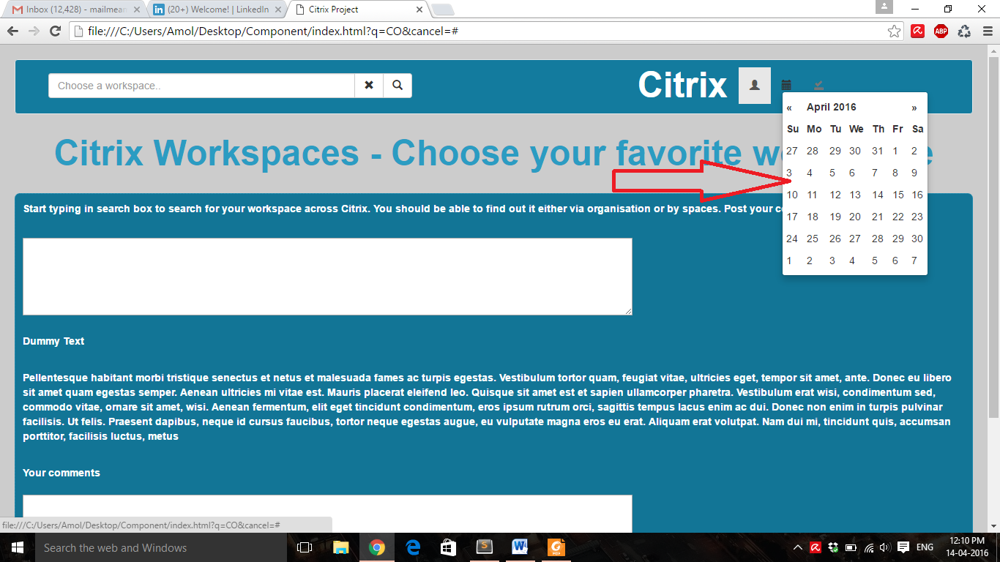 Inbox (12,428) - mailmean
(20+) Welcome! | LinkedIn
Citrix Project
file:///C:/Users/Amol/Desktop/Component/index.html?q=CO&cancel=#
ABP
Choose a workspace..
Citrix
« April 2016 »
Su Mo Tu We Th Fr Sa
27 28 29 30 31 1 2
3 4 5 6 7 8 9
10 11 12 13 14 15 16
17 18 19 20 21 22 23
24 25 26 27 28 29 30
1 2 3 4 5 6 7
Citrix Workspaces - Choose your favorite w e
Start typing in search box to search for your workspace across Citrix. You should be able to find out it either via organisation or by spaces. Post your c
Dummy Text
Pellentesque habitant morbi tristique senectus et netus et malesuada fames ac turpis egestas. Vestibulum tortor quam, feugiat vitae, ultricies eget, tempor sit amet, ante. Donec eu libero
sit amet quam egestas semper. Aenean ultricies mi vitae est. Mauris placerat eleifend leo. Quisque sit amet est et sapien ullamcorper pharetra. Vestibulum erat wisi, condimentum sed,
commodo vitae, ornare sit amet, wisi. Aenean fermentum, elit eget tincidunt condimentum, eros ipsum rutrum orci, sagittis tempus lacus enim ac dui. Donec non enim in turpis pulvinar
facilisis. Ut felis. Praesent dapibus, neque id cursus faucibus, tortor neque egestas augue, eu vulputate magna eros eu erat. Aliquam erat volutpat. Nam dui mi, tincidunt quis, accumsan
porttitor, facilisis luctus, metus
Your comments
file:///C:/Users/Amol/Desktop/Component/index.html?q=CO&cancel=#
Search the web and Windows
PDF
ENG
12:10 PM
14-04-2016